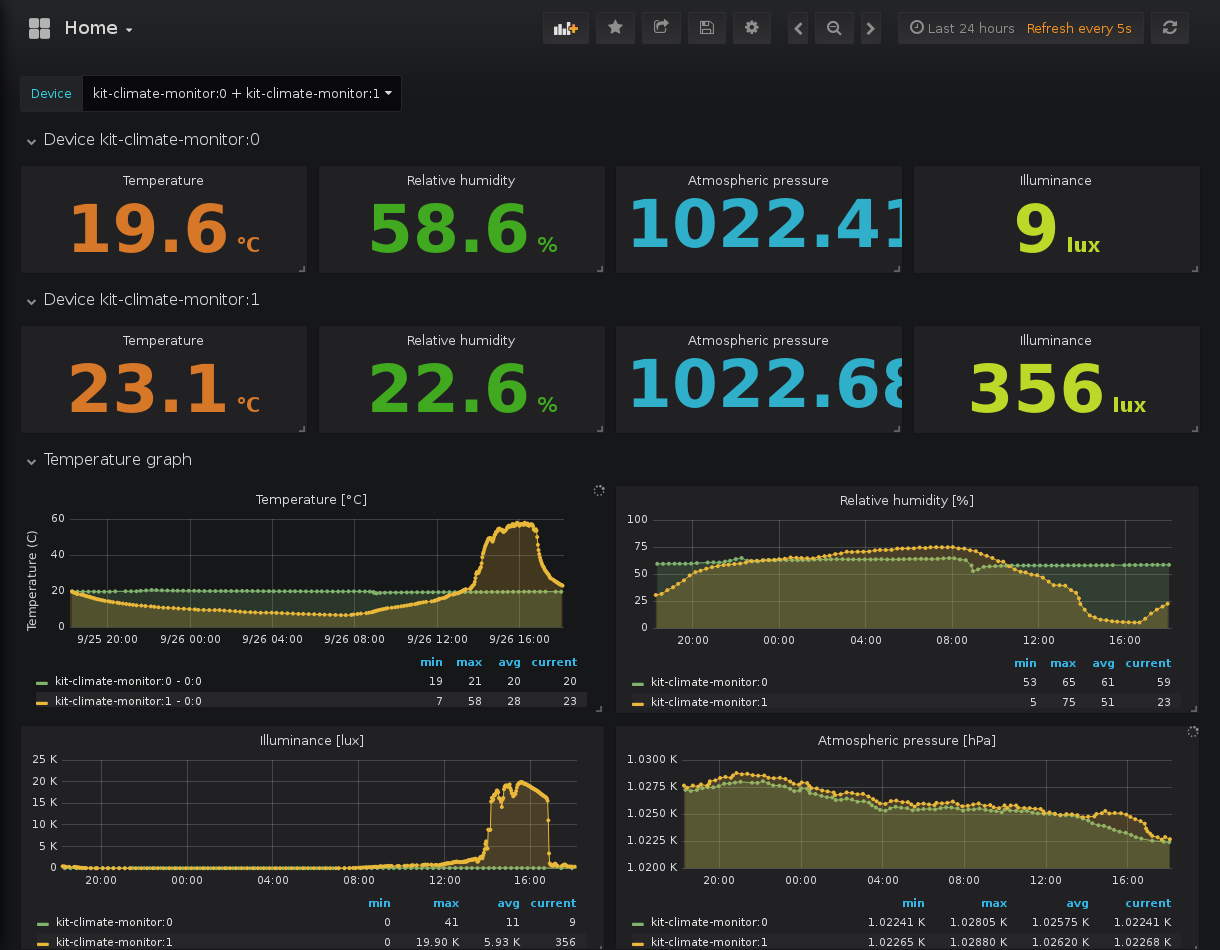 Home
Last 24 hours Refresh every 5s
Device kit-climate-monitor:0 + kit-climate-monitor:1
Device kit-climate-monitor:0
Temperature Relative humidity Atmospheric pressure Illuminance
19.6 °C 58.6 % 1022.41 9 lux
Device kit-climate-monitor:1
Temperature Relative humidity Atmospheric pressure Illuminance
23.1 °C 22.6 % 1022.68 356 lux
Temperature graph
Temperature [°C]
Temperature (C)
60
40
20
0
9/25 20:00 9/26 00:00 9/26 04:00 9/26 08:00 9/26 12:00 9/26 16:00
min max avg current
kit-climate-monitor:0 - 0:0 19 21 20 20
kit-climate-monitor:1 - 0:0 7 58 28 23
Relative humidity [%]
100
75
50
25
0
20:00 00:00 04:00 08:00 12:00 16:00
min max avg current
kit-climate-monitor:0 53 65 61 59
kit-climate-monitor:1 5 75 51 23
Illuminance [lux]
25 K
20 K
15 K
10 K
5 K
0
20:00 00:00 04:00 08:00 12:00 16:00
min max avg current
kit-climate-monitor:0 0 41 11 9
kit-climate-monitor:1 0 19.90 K 5.93 K 356
Atmospheric pressure [hPa]
1.0300 K
1.0275 K
1.0250 K
1.0225 K
1.0200 K
20:00 00:00 04:00 08:00 12:00 16:00
min max avg current
kit-climate-monitor:0 1.02241 K 1.02805 K 1.02575 K 1.02241 K
kit-climate-monitor:1 1.02265 K 1.02880 K 1.02620 K 1.02268 K